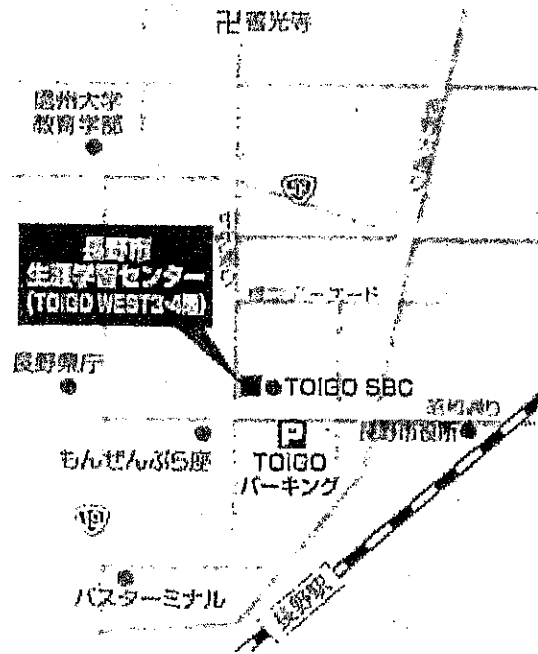 卍善光寺
信州大学
教育学部
長野市
生涯学習センター
(TOIGO WEST3・4階)
長野県庁
TOIGO SBC
長野市役所
もんぜんぷら座
P
TOIGO
パーキング
19
バスターミナル
長野駅